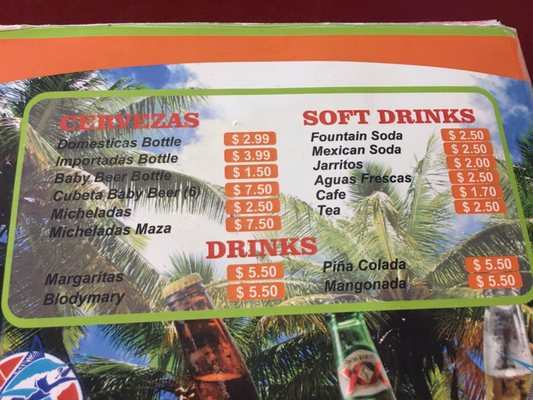 CERVEZAS
Domesticas Bottle $ 2.99
Importadas Bottle $ 3.99
Baby Beer Bottle $ 1.50
Cubeta Baby Beer (6) $ 7.50
Micheladas $ 2.50
Micheladas Maza $ 7.50
SOFT DRINKS
Fountain Soda $ 2.50
Mexican Soda $ 2.50
Jarritos $ 2.00
Aguas Frescas $ 2.50
Cafe $ 1.70
Tea $ 2.50
DRINKS
Margaritas $ 5.50
Blodymary $ 5.50
Piña Colada $ 5.50
Mangonada $ 5.50
DOS EQUIS
XX